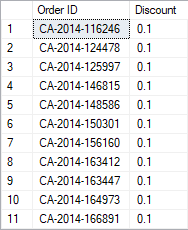 Order ID Discount
1 CA-2014-116246 0.1
2 CA-2014-124478 0.1
3 CA-2014-125997 0.1
4 CA-2014-146815 0.1
5 CA-2014-148586 0.1
6 CA-2014-150301 0.1
7 CA-2014-156160 0.1
8 CA-2014-163412 0.1
9 CA-2014-163447 0.1
10 CA-2014-164973 0.1
11 CA-2014-166891 0.1